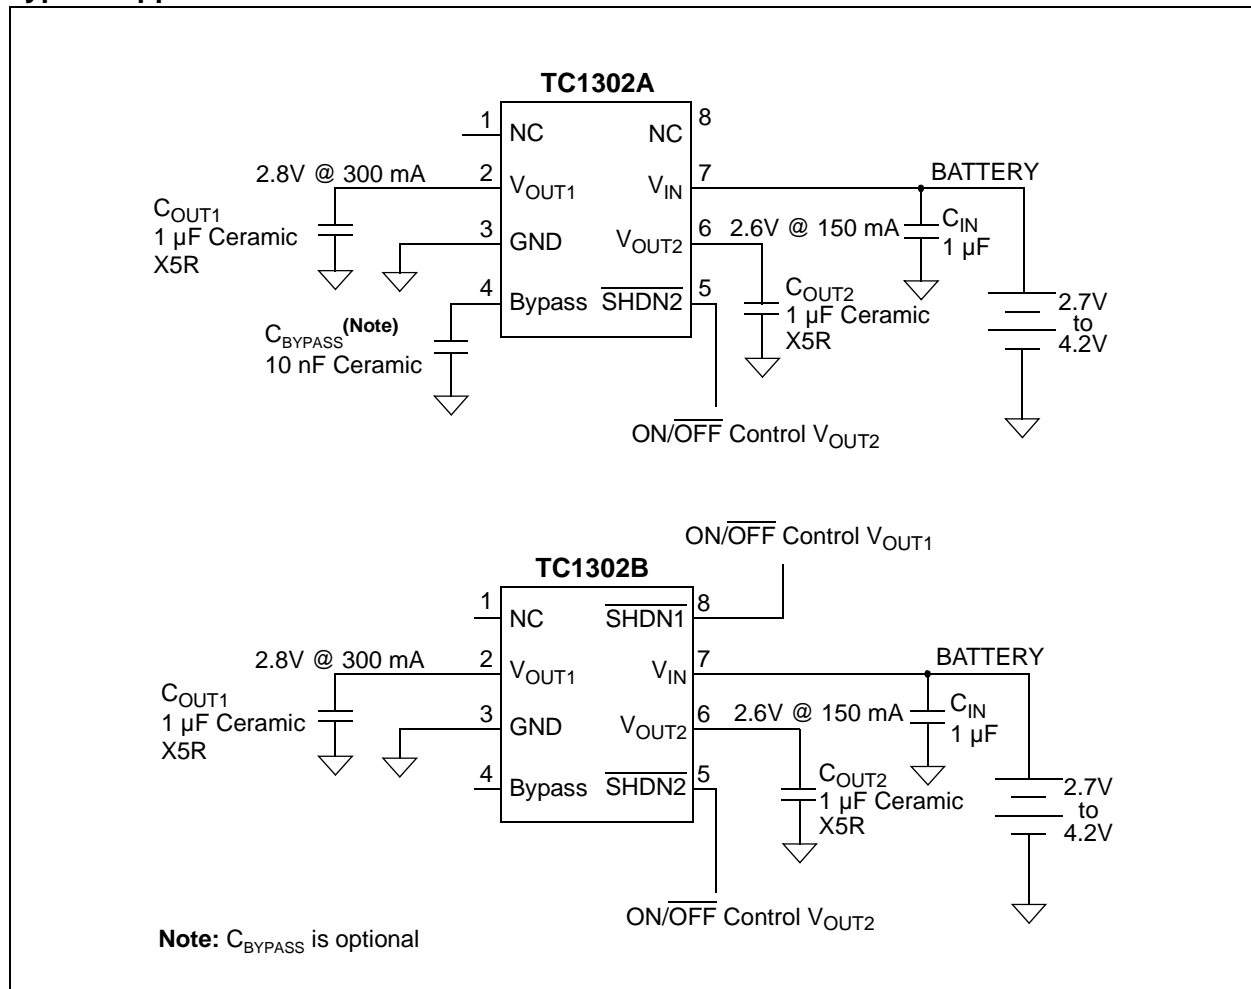 TC1302A
1 NC NC 8
2.8V @ 300 mA 2 VOUT1 VIN 7 BATTERY
COUT1
1 µF Ceramic
X5R
3 GND VOUT2 6 2.6V @ 150 mA
CIN
1 µF
4 Bypass SHDN2 5
CBYPASS(Note)
10 nF Ceramic
COUT2
1 µF Ceramic
X5R
2.7V
to
4.2V
ON/OFF Control VOUT2
ON/OFF Control VOUT1
TC1302B
1 NC SHDN1 8
2.8V @ 300 mA 2 VOUT1 VIN 7 BATTERY
COUT1
1 µF Ceramic
X5R
3 GND VOUT2 6 2.6V @ 150 mA
CIN
1 µF
4 Bypass SHDN2 5
COUT2
1 µF Ceramic
X5R
2.7V
to
4.2V
ON/OFF Control VOUT2
Note: CBYPASS is optional